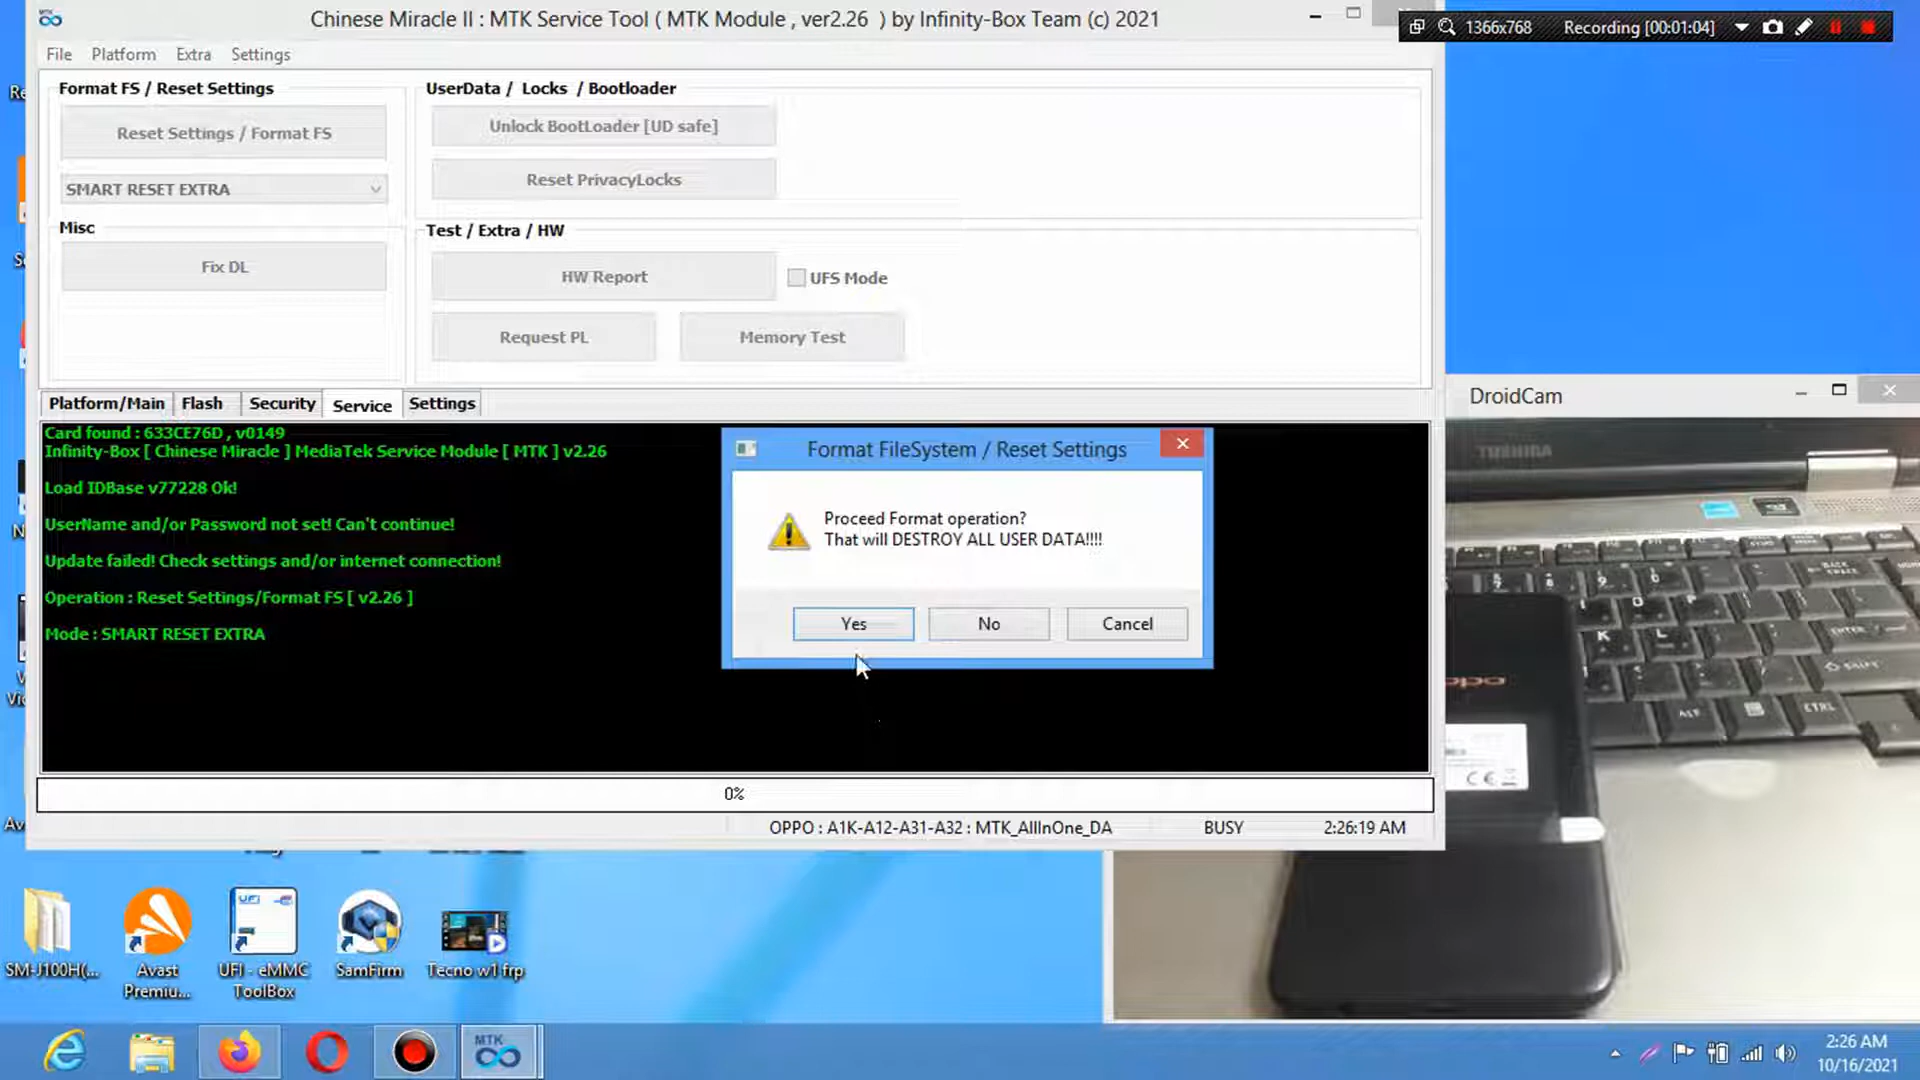 Chinese Miracle II : MTK Service Tool ( MTK Module , ver2.26 ) by Infinity-Box Team (c) 2021
1366x768
Recording [00:01:04]
File Platform Extra Settings
Format FS / Reset Settings
UserData / Locks / Bootloader
Reset Settings / Format FS
Unlock BootLoader [UD safe]
SMART RESET EXTRA
Reset PrivacyLocks
Misc
Test / Extra / HW
Fix DL
HW Report
UFS Mode
Request PL
Memory Test
Platform/Main Flash Security Service Settings
DroidCam
Card found : 633CE76D , v0149
Infinity-Box [ Chinese Miracle ] MediaTek Service Module [ MTK ] v2.26
Load IDBase v77228 Ok!
UserName and/or Password not set! Can't continue!
Update failed! Check settings and/or internet connection!
Operation : Reset Settings/Format FS [ v2.26 ]
Mode : SMART RESET EXTRA
Format FileSystem / Reset Settings
Proceed Format operation?
That will DESTROY ALL USER DATA!!!!
Yes
No
Cancel
TOSHIBA
0%
OPPO : A1K-A12-A31-A32 : MTK_AllInOne_DA
BUSY
2:26:19 AM
SM-J100H(...
Avast
Premiu...
UFI
UFI - eMMC
ToolBox
SamFirm
Tecno w1 frp
MTK
2:26 AM
10/16/2021